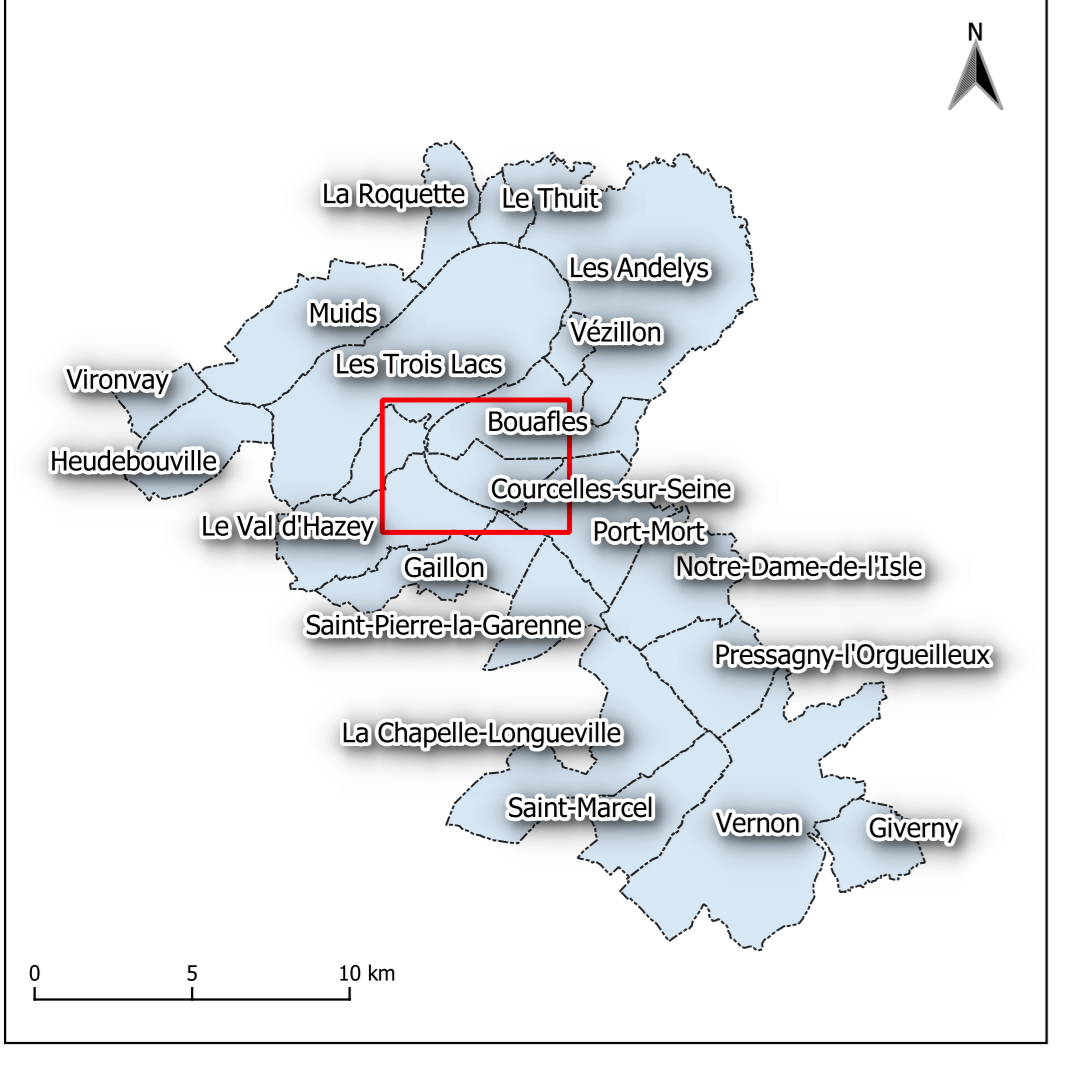 N
La Roquette
Le Thuit
Les Andelys
Muids
Vézillon
Les Trois Lacs
Vironvay
Bouafles
Heudebouville
Courcelles-sur-Seine
Le Val d'Hazey
Port-Mort
Gaillon
Notre-Dame-de-l'Isle
Saint-Pierre-la-Garenne
Pressagny-l'Orgueilleux
La Chapelle-Longueville
Saint-Marcel
Vernon
Giverny
0 5 10 km